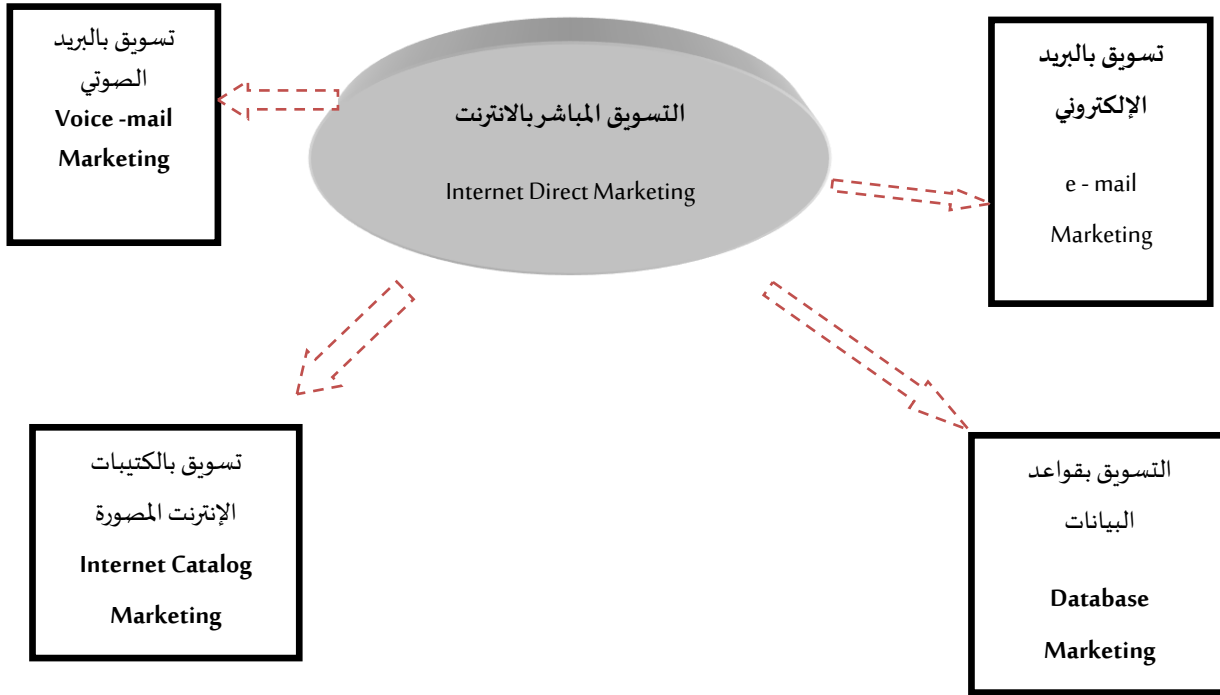 التسويق المباشر بالانترنت
Internet Direct Marketing
تسويق بالبريد
الإلكتروني
e - mail
Marketing
تسويق بالبريد
الصوتي
Voice -mail
Marketing
التسويق بقواعد
البيانات
Database
Marketing
تسويق بالكتيبات
الإنترنت المصورة
Internet Catalog
Marketing